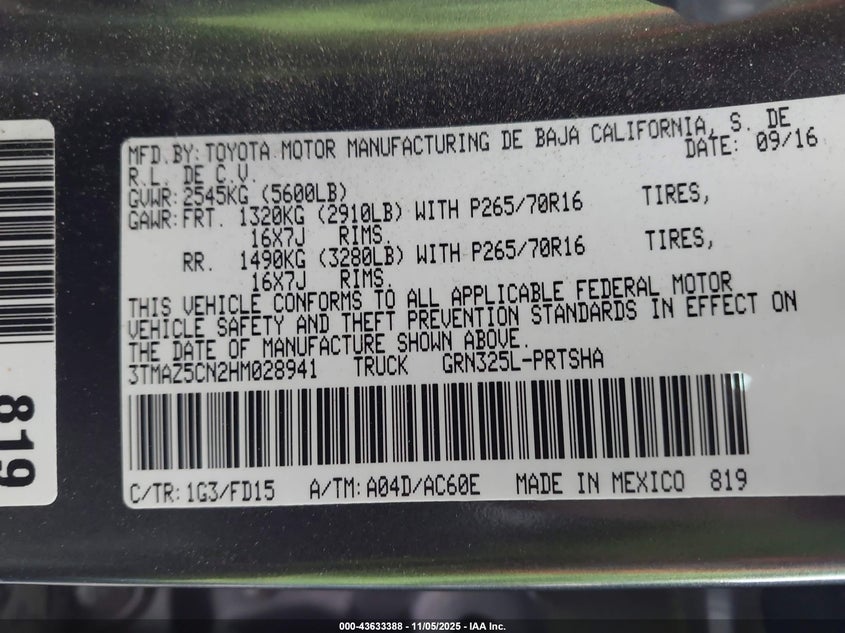 MFD.BY:TOYOTA MOTOR MANUFACTURING DE BAJA CALIFORNIA, S. DE
R.L. DE C.V. DATE: 09/16
GVWR:2545KG (5600LB)
GAWR:FRT. 1320KG (2910LB) WITH P265/70R16 TIRES,
16X7J RIMS.
RR. 1490KG (3280LB) WITH P265/70R16 TIRES,
16X7J RIMS.
THIS VEHICLE CONFORMS TO ALL APPLICABLE FEDERAL MOTOR
VEHICLE SAFETY AND THEFT PREVENTION STANDARDS IN EFFECT ON
THE DATE OF MANUFACTURE SHOWN ABOVE.
3TMAZ5CN2HM028941 TRUCK GRN325L-PRTSHA
C/TR:1G3/FD15 A/TM:A04D/AC60E MADE IN MEXICO 819
819
000-43633388 - 11/05/2025 - IAA Inc.